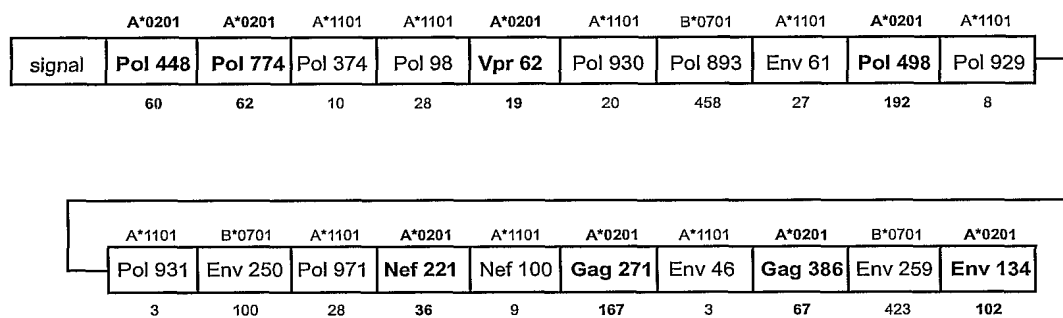 A*0201 A*0201 A*1101 A*1101 A*0201 A*1101 B*0701 A*1101 A*0201 A*1101
signal Pol 448 Pol 774 Pol 374 Pol 98 Vpr 62 Pol 930 Pol 893 Env 61 Pol 498 Pol 929
60 62 10 28 19 20 458 27 192 8
A*1101 B*0701 A*1101 A*0201 A*1101 A*0201 A*1101 A*0201 B*0701 A*0201
Pol 931 Env 250 Pol 971 Nef 221 Nef 100 Gag 271 Env 46 Gag 386 Env 259 Env 134
3 100 28 36 9 167 3 67 423 102